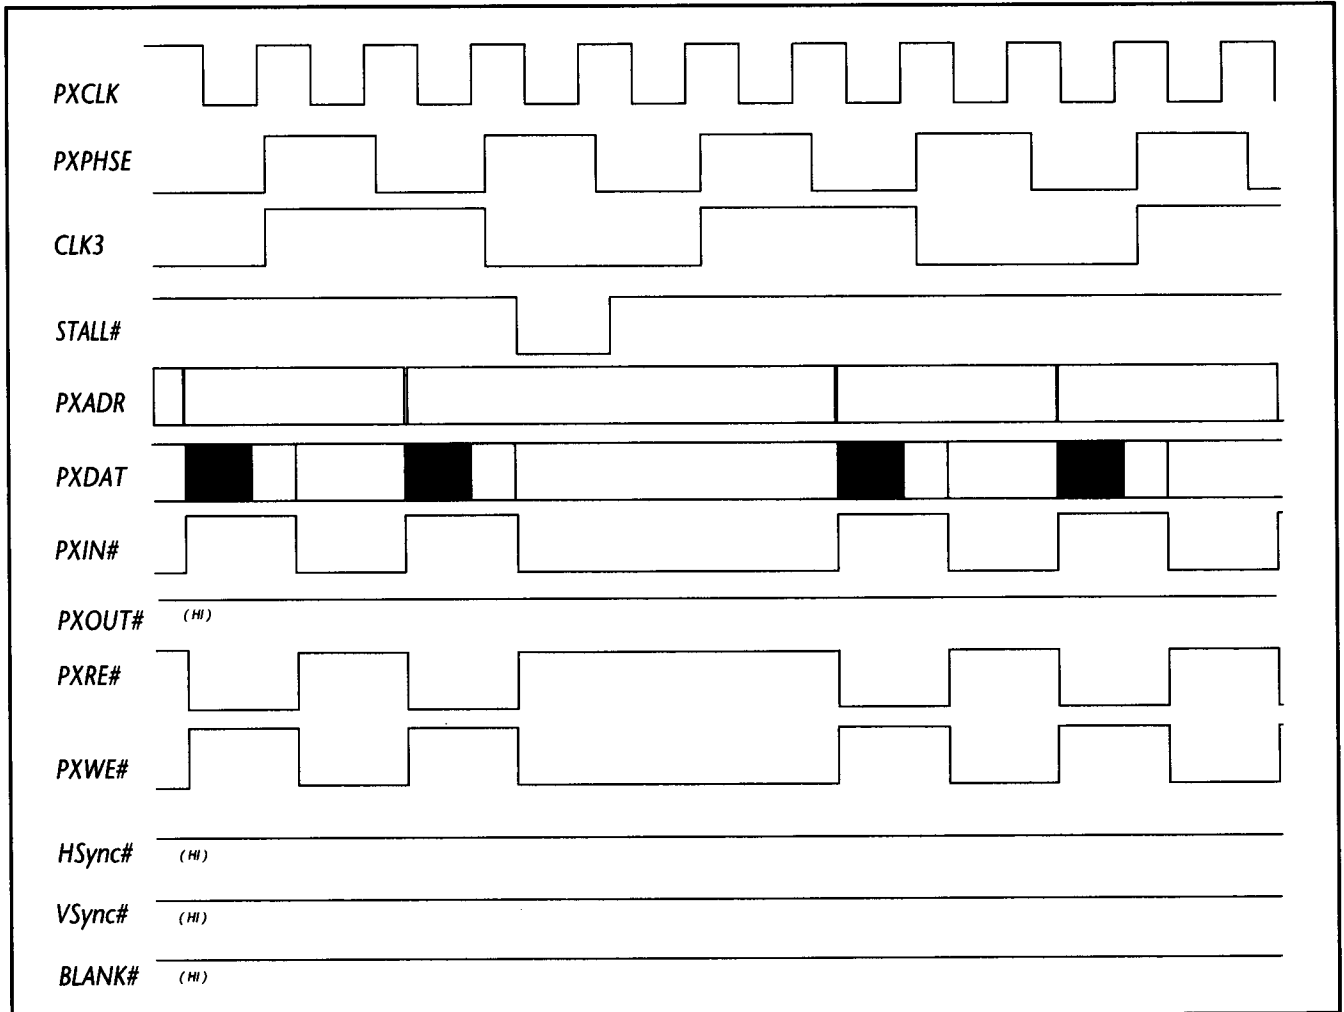 PXCLK
PXPHSE
CLK3
STALL#
PXADR
PXDAT
PXIN#
PXOUT# (HI)
PXRE#
PXWE#
HSync# (HI)
VSync# (HI)
BLANK# (HI)